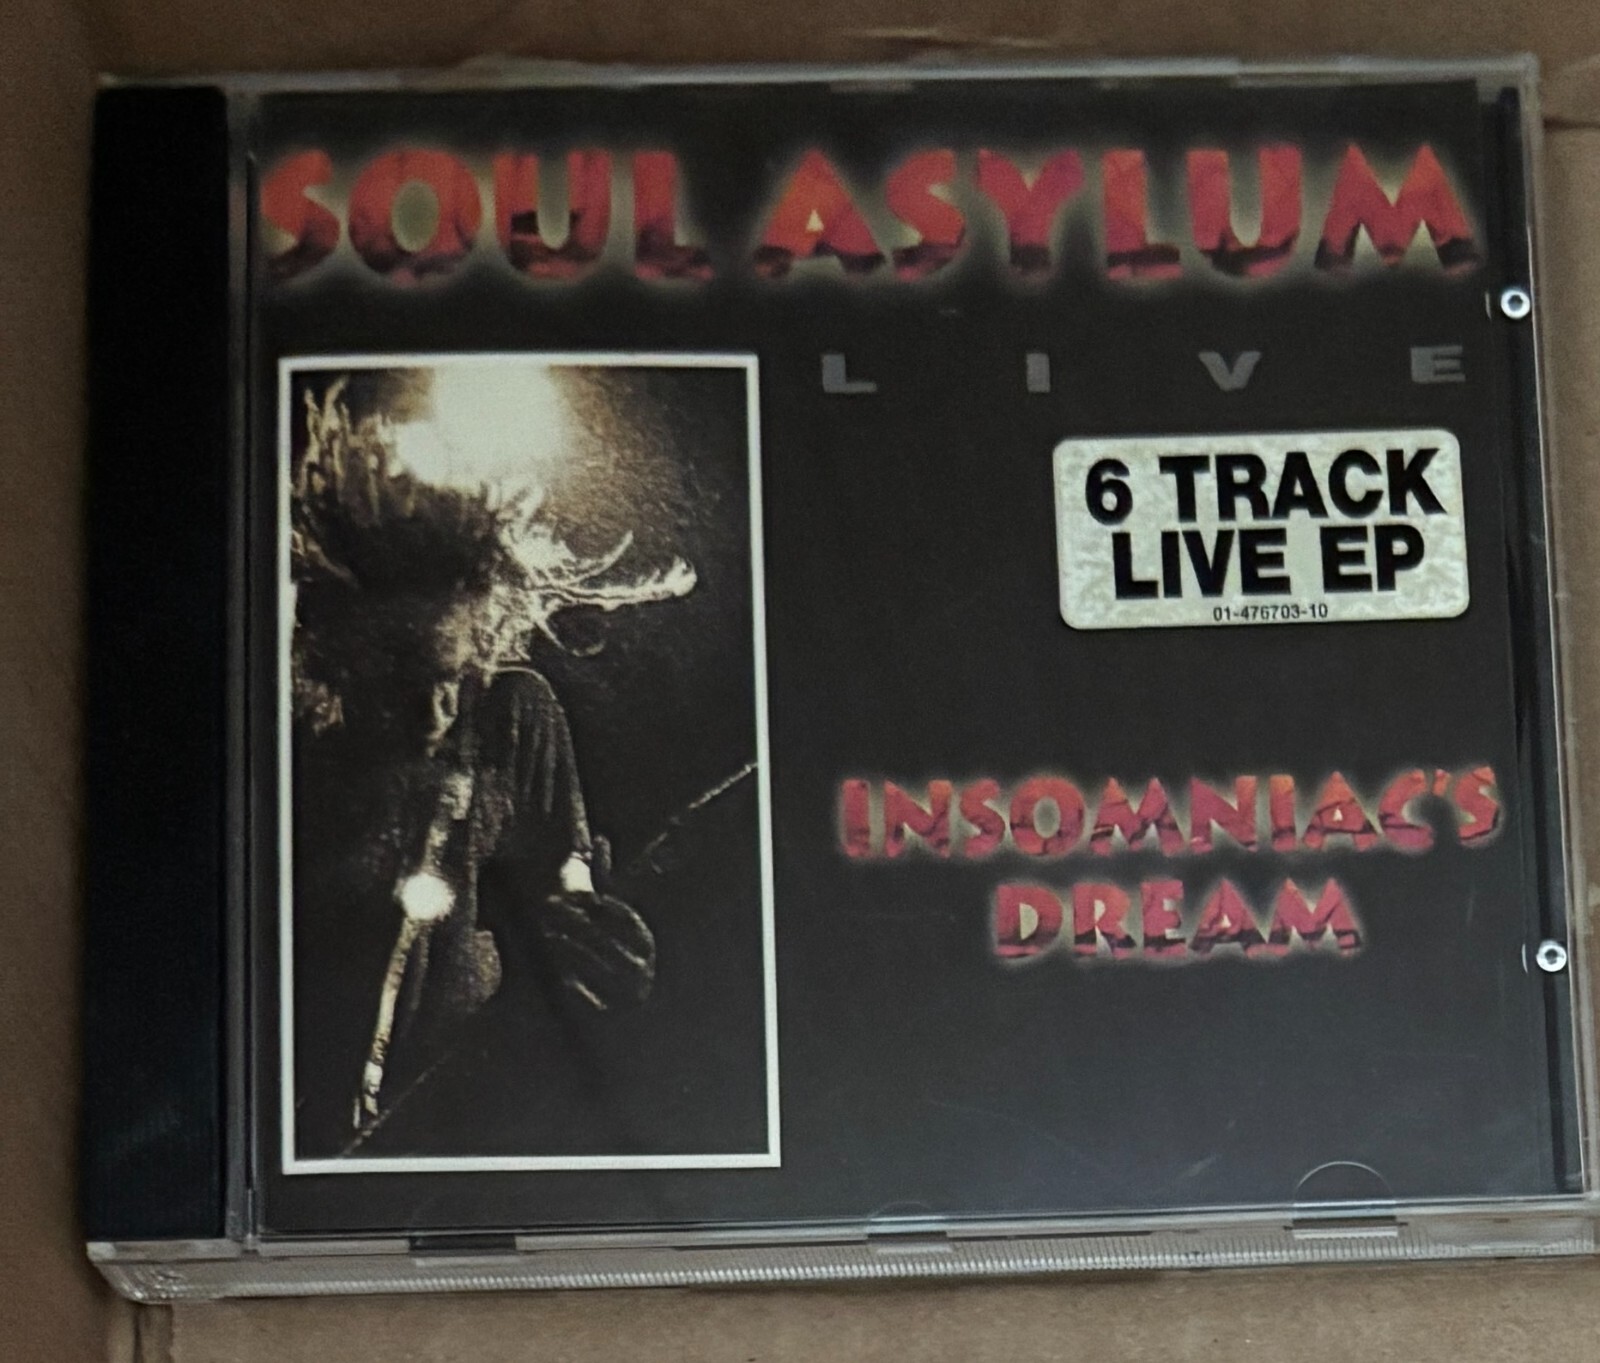 SOUL ASYLUM
LIVE
6 TRACK
LIVE EP
01-476703-10
INSOMNIAC'S
DREAM